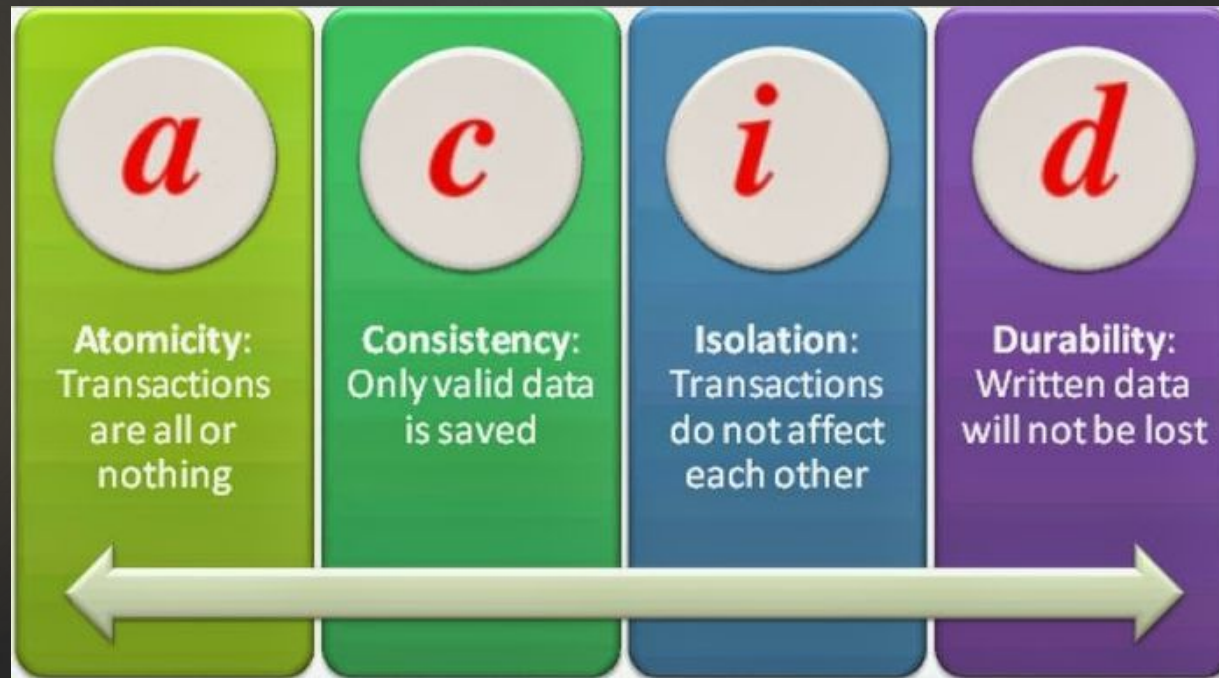 a
Atomicity:
Transactions
are all or
nothing
c
Consistency:
Only valid data
is saved
i
Isolation:
Transactions
do not affect
each other
d
Durability:
Written data
will not be lost